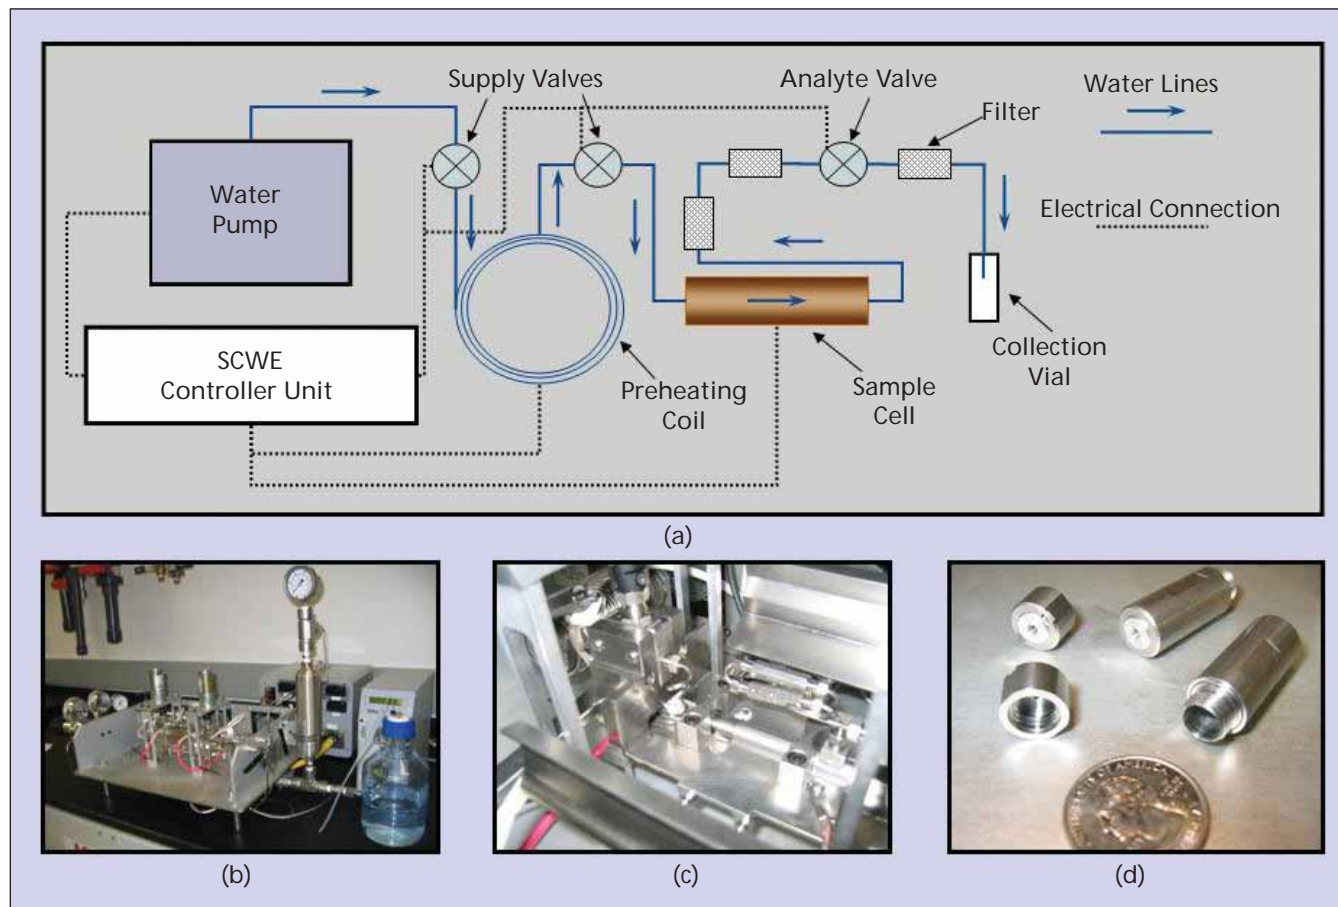 Supply Valves
Analyte Valve
Water Lines
Filter
Water
Pump
Electrical Connection
SCWE
Controller Unit
Preheating
Coil
Sample
Cell
Collection
Vial
(a)
(b)
(c)
(d)